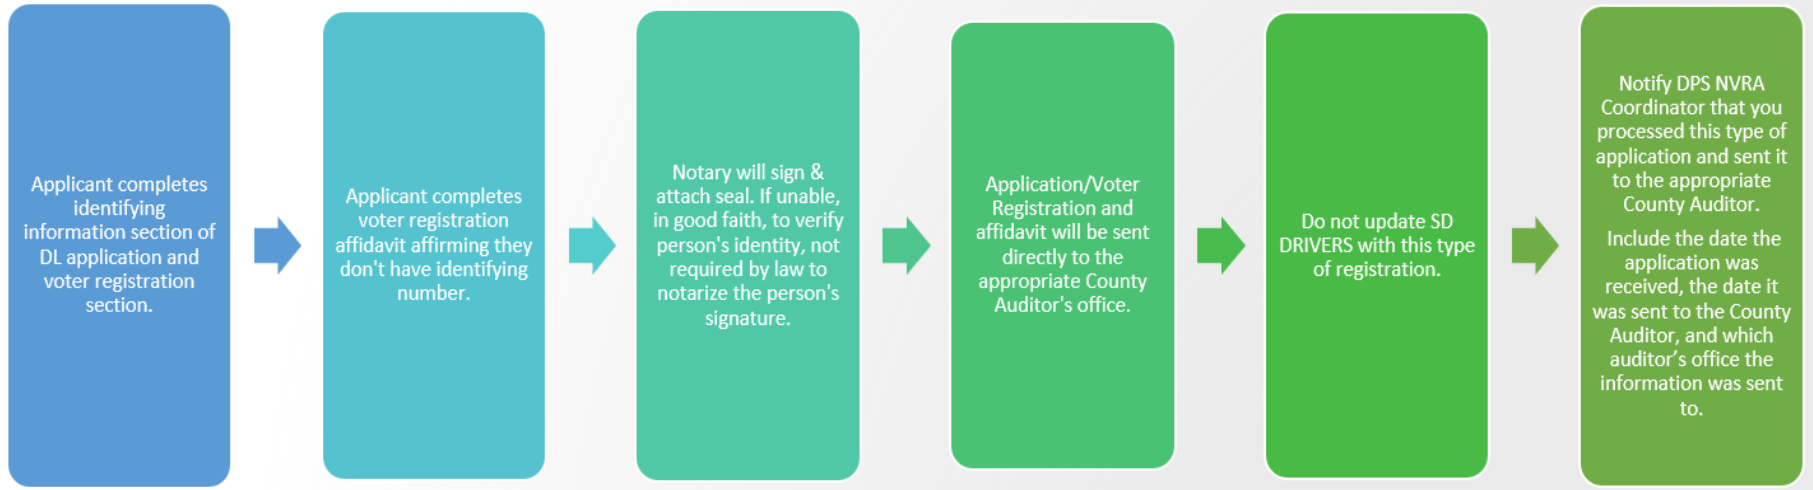 Applicant completes
identifying
information section of
DL application and
voter registration
section.
Applicant completes
voter registration
affidavit affirming they
don't have identifying
number.
Notary will sign &
attach seal. If unable,
in good faith, to verify
person's identity, not
required by law to
notarize the person's
signature.
Application/Voter
Registration and
affidavit will be sent
directly to the
appropriate County
Auditor's office.
Do not update SD
DRIVERS with this type
of registration.
Notify DPS NVRA
Coordinator that you
processed this type of
application and sent it
to the appropriate
County Auditor.
Include the date the
application was
received, the date it
was sent to the County
Auditor, and which
auditor’s office the
information was sent
to.